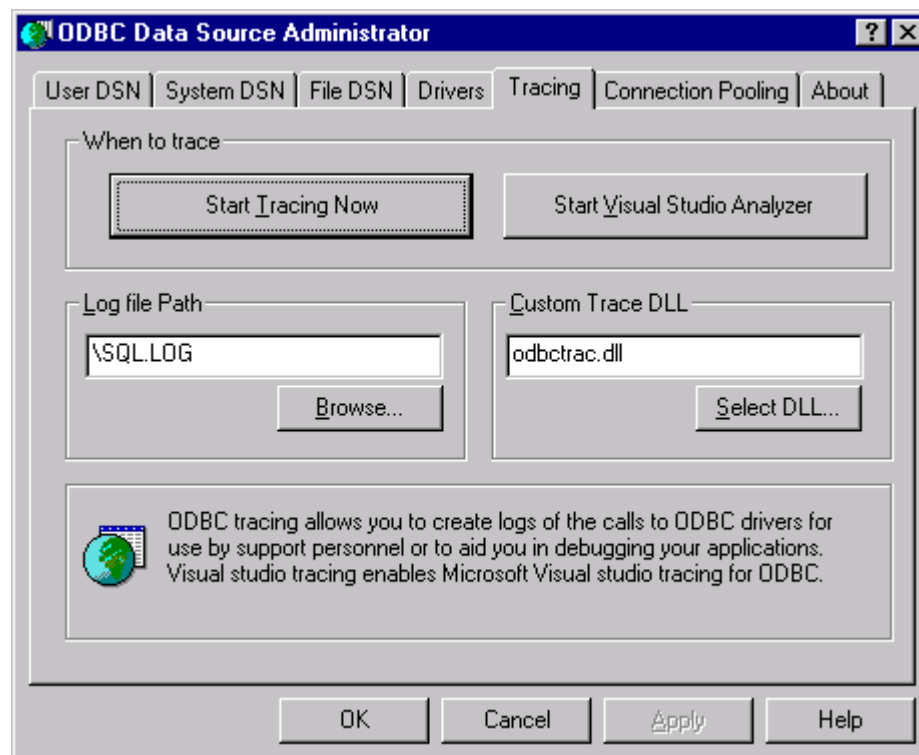 ODBC Data Source Administrator
User DSN System DSN File DSN Drivers Tracing Connection Pooling About
When to trace
Start Tracing Now Start Visual Studio Analyzer
Log file Path Custom Trace DLL
\SQL.LOG odbctrac.dll
Browse... Select DLL...
ODBC tracing allows you to create logs of the calls to ODBC drivers for
use by support personnel or to aid you in debugging your applications.
Visual studio tracing enables Microsoft Visual studio tracing for ODBC.
OK Cancel Apply Help